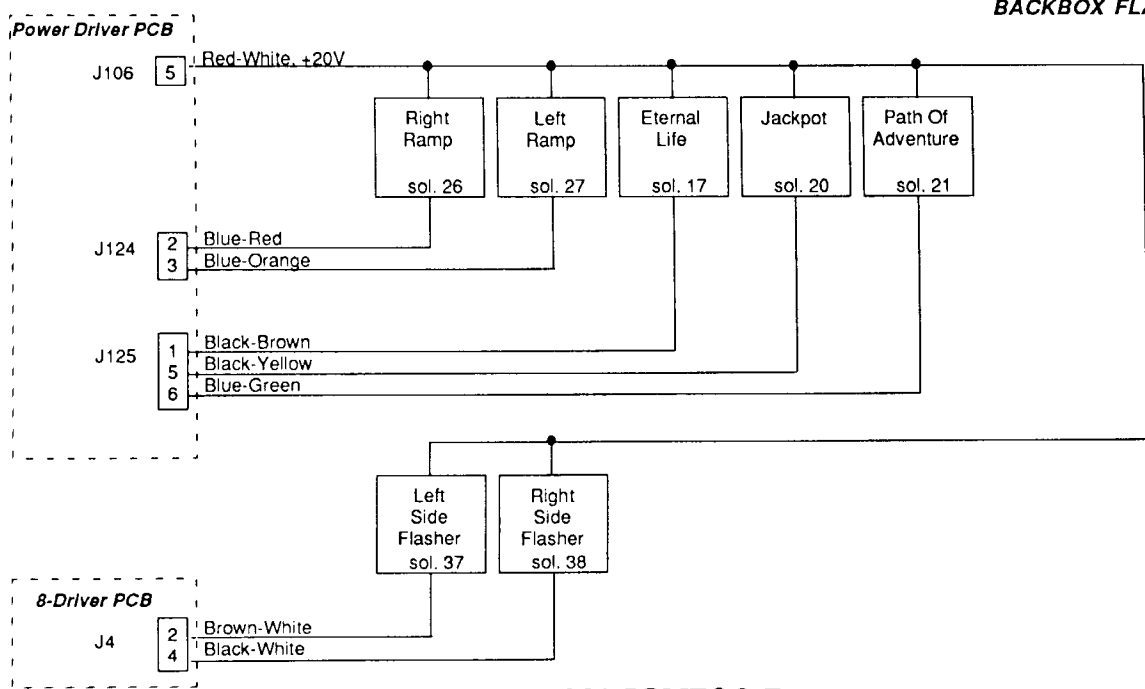 BACKBOX FLA
Power Driver PCB
J106 5 Red-White, +20V
Right Ramp sol. 26
Left Ramp sol. 27
Eternal Life sol. 17
Jackpot sol. 20
Path Of Adventure sol. 21
J124
2 Blue-Red
3 Blue-Orange
J125
1 Black-Brown
5 Black-Yellow
6 Blue-Green
Left Side Flasher sol. 37
Right Side Flasher sol. 38
8-Driver PCB
J4
2 Brown-White
4 Black-White